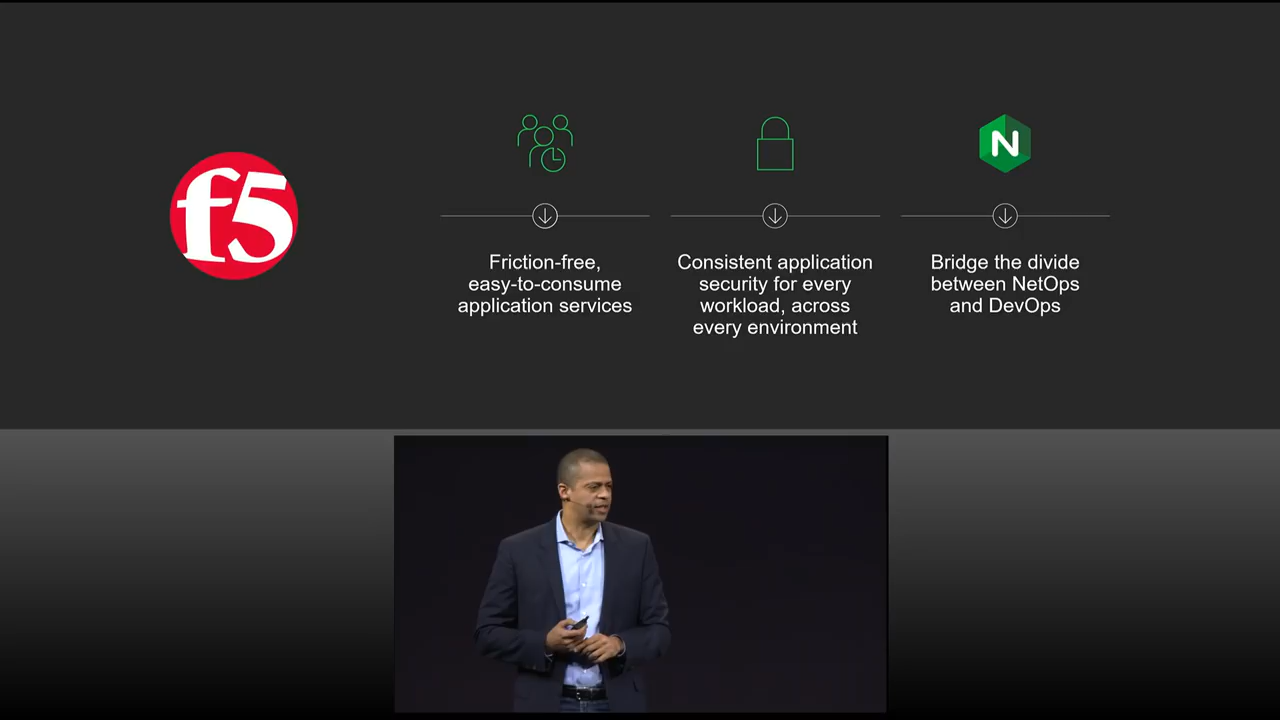 f5
N
Friction-free,
easy-to-consume
application services
Consistent application
security for every
workload, across
every environment
Bridge the divide
between NetOps
and DevOps